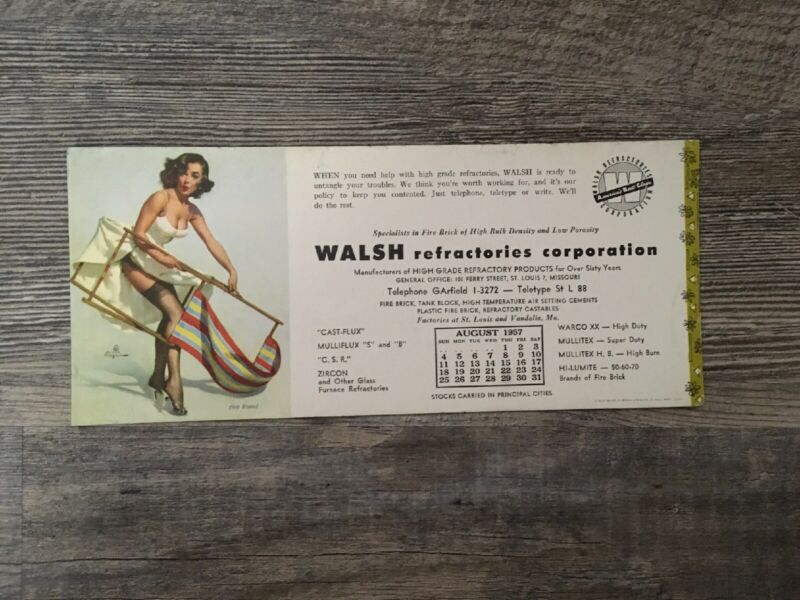 WHEN you need help with high grade refractories, WALSH is ready to
untangle your troubles. We think you're worth working for, and it's our
policy to keep you contented. Just telephone, teletype or write. We'll
do the rest.
WALSH REFRACTORIES
W
America's Best Clays
CORPORATION
Specialists in Fire Brick of High Bulk Density and Low Porosity
WALSH refractories corporation
Manufacturers of HIGH GRADE REFRACTORY PRODUCTS for Over Sixty Years
GENERAL OFFICE: 101 FERRY STREET, ST. LOUIS 7, MISSOURI
Telephone GArfield 1-3272 — Teletype St L 88
FIRE BRICK, TANK BLOCK, HIGH TEMPERATURE AIR SETTING CEMENTS
PLASTIC FIRE BRICK, REFRACTORY CASTABLES
Factories at St. Louis and Vandalia, Mo.
"CAST-FLUX"
MULLIFLUX "S" and "B"
"C. S. R."
ZIRCON
and Other Glass
Furnace Refractories
AUGUST 1957
SUN MON TUE WED THU FRI SAT
1 2 3
4 5 6 7 8 9 10
11 12 13 14 15 16 17
18 19 20 21 22 23 24
25 26 27 28 29 30 31
WARCO XX — High Duty
MULLITEX — Super Duty
MULLITEX H. B. — High Burn
HI-LUMITE — 50-60-70
Brands of Fire Brick
STOCKS CARRIED IN PRINCIPAL CITIES